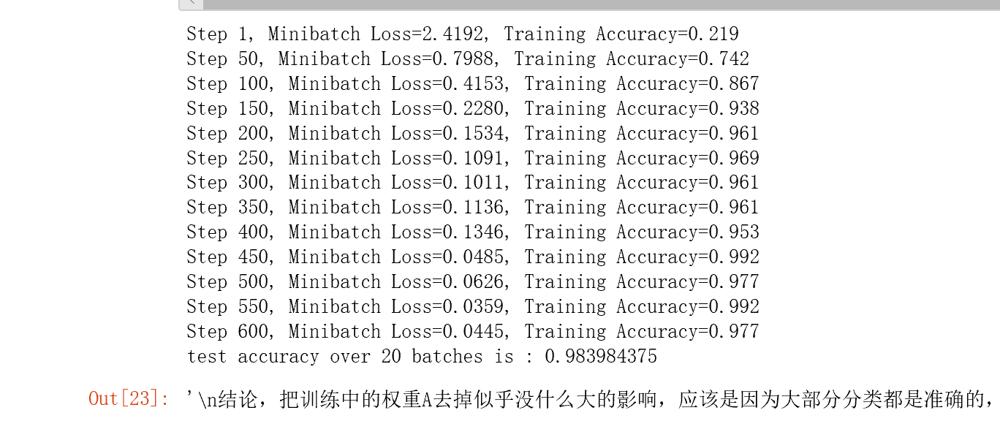 Step 1, Minibatch Loss=2.4192, Training Accuracy=0.219
Step 50, Minibatch Loss=0.7988, Training Accuracy=0.742
Step 100, Minibatch Loss=0.4153, Training Accuracy=0.867
Step 150, Minibatch Loss=0.2280, Training Accuracy=0.938
Step 200, Minibatch Loss=0.1534, Training Accuracy=0.961
Step 250, Minibatch Loss=0.1091, Training Accuracy=0.969
Step 300, Minibatch Loss=0.1011, Training Accuracy=0.961
Step 350, Minibatch Loss=0.1136, Training Accuracy=0.961
Step 400, Minibatch Loss=0.1346, Training Accuracy=0.953
Step 450, Minibatch Loss=0.0485, Training Accuracy=0.992
Step 500, Minibatch Loss=0.0626, Training Accuracy=0.977
Step 550, Minibatch Loss=0.0359, Training Accuracy=0.992
Step 600, Minibatch Loss=0.0445, Training Accuracy=0.977
test accuracy over 20 batches is : 0.983984375
Out[23]: '\n结论，把训练中的权重A去掉似乎没什么大的影响，应该是因为大部分分类都是准确的，